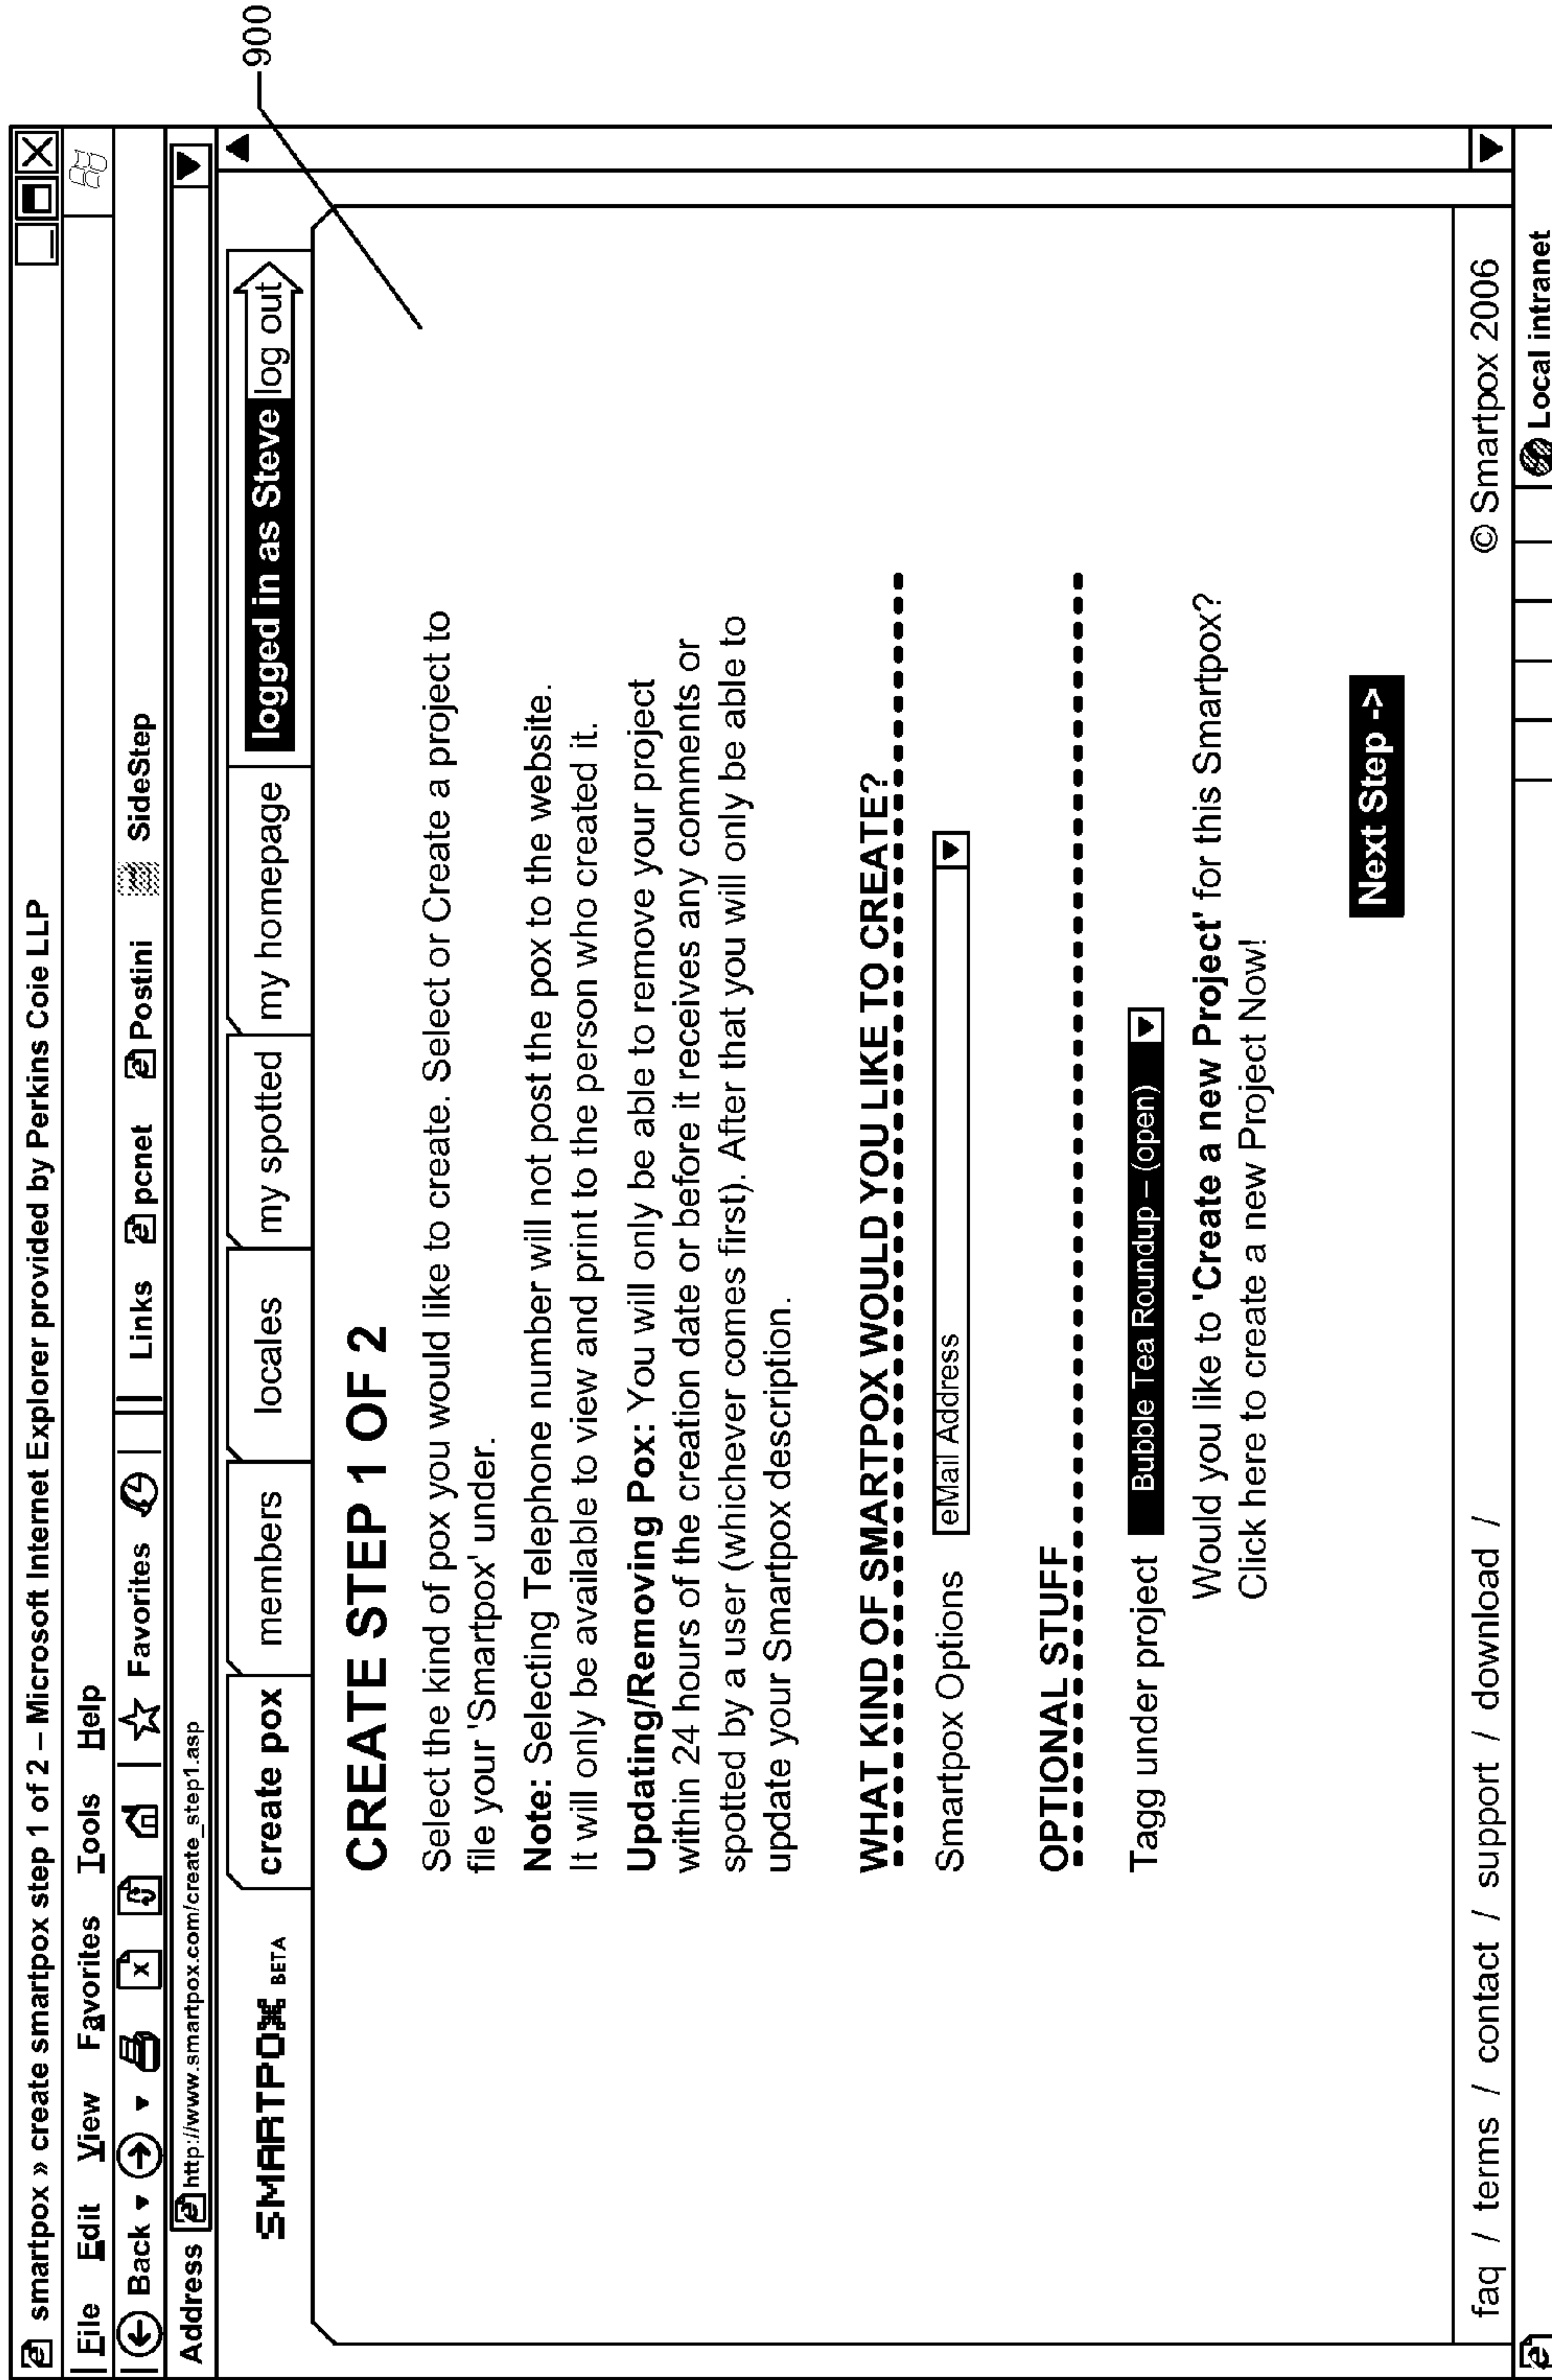 smartpox » create smartpox step 1 of 2 – Microsoft Internet Explorer provided by Perkins Coie LLP
File Edit View Favorites Tools Help
Back Favorites Links pcnet Postini SideStep
Address http://www.smartpox.com/create_step1.asp
900
SMARTPOX BETA create pox members locales my spotted my homepage logged in as Steve log out
CREATE STEP 1 OF 2
Select the kind of pox you would like to create. Select or Create a project to
file your 'Smartpox' under.
Note: Selecting Telephone number will not post the pox to the website.
It will only be available to view and print to the person who created it.
Updating/Removing Pox: You will only be able to remove your project
within 24 hours of the creation date or before it receives any comments or
spotted by a user (whichever comes first). After that you will only be able to
update your Smartpox description.
WHAT KIND OF SMARTPOX WOULD YOU LIKE TO CREATE?
Smartpox Options eMail Address
OPTIONAL STUFF
Tagg under project Bubble Tea Roundup – (open)
Would you like to 'Create a new Project' for this Smartpox?
Click here to create a new Project Now!
Next Step ->
faq / terms / contact / support / download / © Smartpox 2006
Local intranet